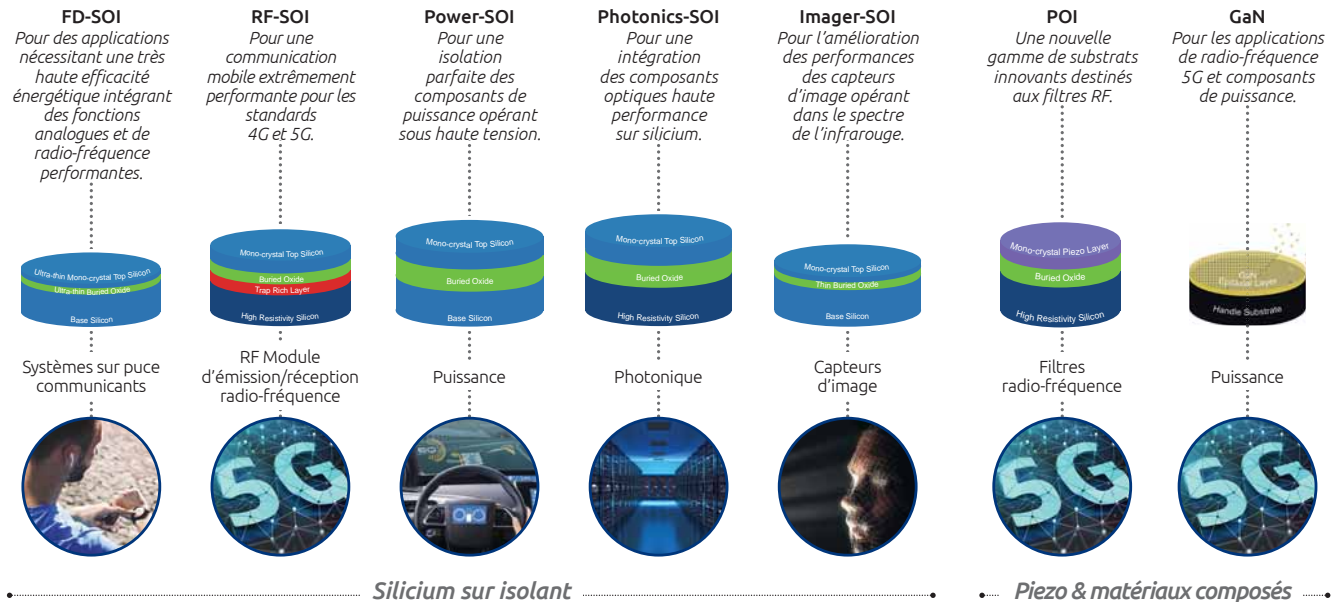 FD-SOI
Pour des applications
nécessitant une très
haute efficacité
énergétique intégrant
des fonctions
analogues et de
radio-fréquence
performantes.
Ultra-thin Mono-crystal Top Silicon
Ultra-thin Buried Oxide
Base Silicon
Systèmes sur puce
communicants
RF-SOI
Pour une
communication
mobile extrêmement
performante pour les
standards
4G et 5G.
Mono-crystal Top Silicon
Buried Oxide
Trap Rich Layer
High Resistivity Silicon
RF Module
d'émission/réception
radio-fréquence
5G
Power-SOI
Pour une
isolation
parfaite des
composants de
puissance opérant
sous haute tension.
Mono-crystal Top Silicon
Buried Oxide
Base Silicon
Puissance
Photonics-SOI
Pour une
intégration
des composants
optiques haute
performance
sur silicium.
Mono-crystal Top Silicon
Buried Oxide
High Resistivity Silicon
Photonique
Imager-SOI
Pour l'amélioration
des performances
des capteurs
d'image opérant
dans le spectre
de l'infrarouge.
Mono-crystal Top Silicon
Thin Buried Oxide
Base Silicon
Capteurs
d'image
POI
Une nouvelle
gamme de substrats
innovants destinés
aux filtres RF.
Mono-crystal Piezo Layer
Buried Oxide
High Resistivity Silicon
Filtres
radio-fréquence
5G
GaN
Pour les applications
de radio-fréquence
5G et composants
de puissance.
GaN
Epitaxial Layer
Handle Substrate
Puissance
5G
Silicium sur isolant
Piezo & matériaux composés